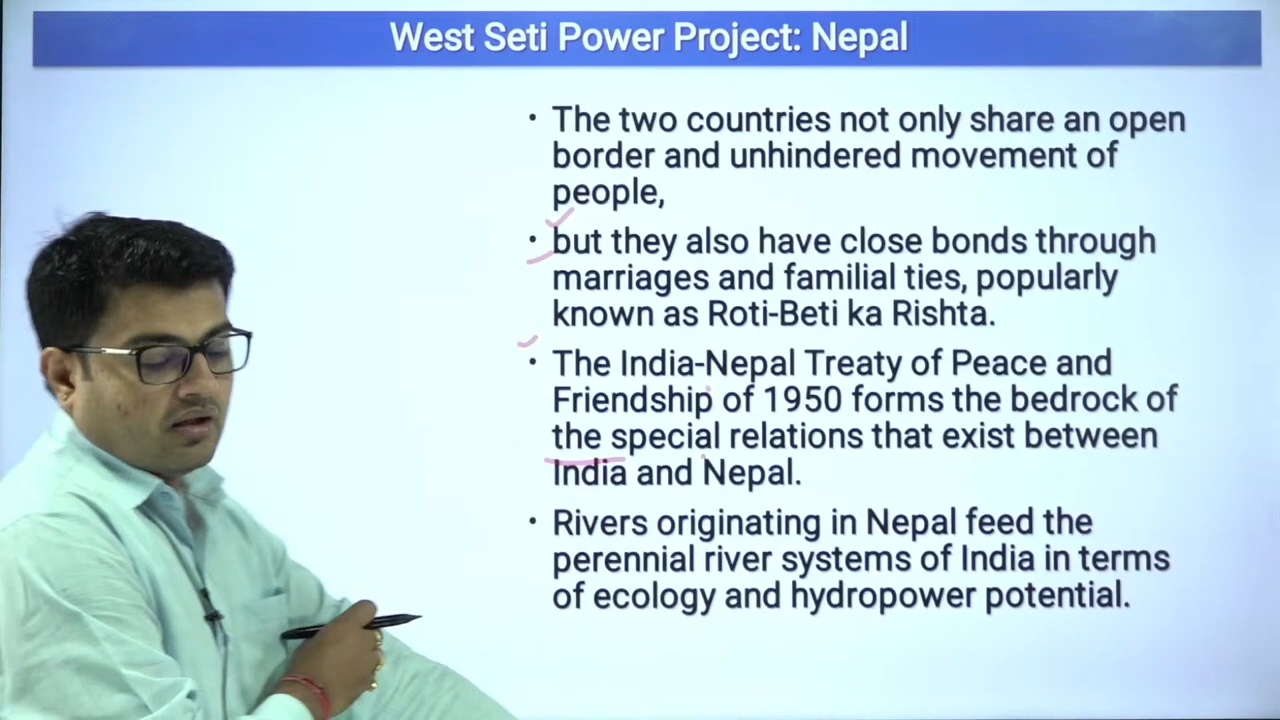 West Seti Power Project: Nepal
• The two countries not only share an open
border and unhindered movement of
people,
• but they also have close bonds through
marriages and familial ties, popularly
known as Roti-Beti ka Rishta.
• The India-Nepal Treaty of Peace and
Friendship of 1950 forms the bedrock of
the special relations that exist between
India and Nepal.
• Rivers originating in Nepal feed the
perennial river systems of India in terms
of ecology and hydropower potential.